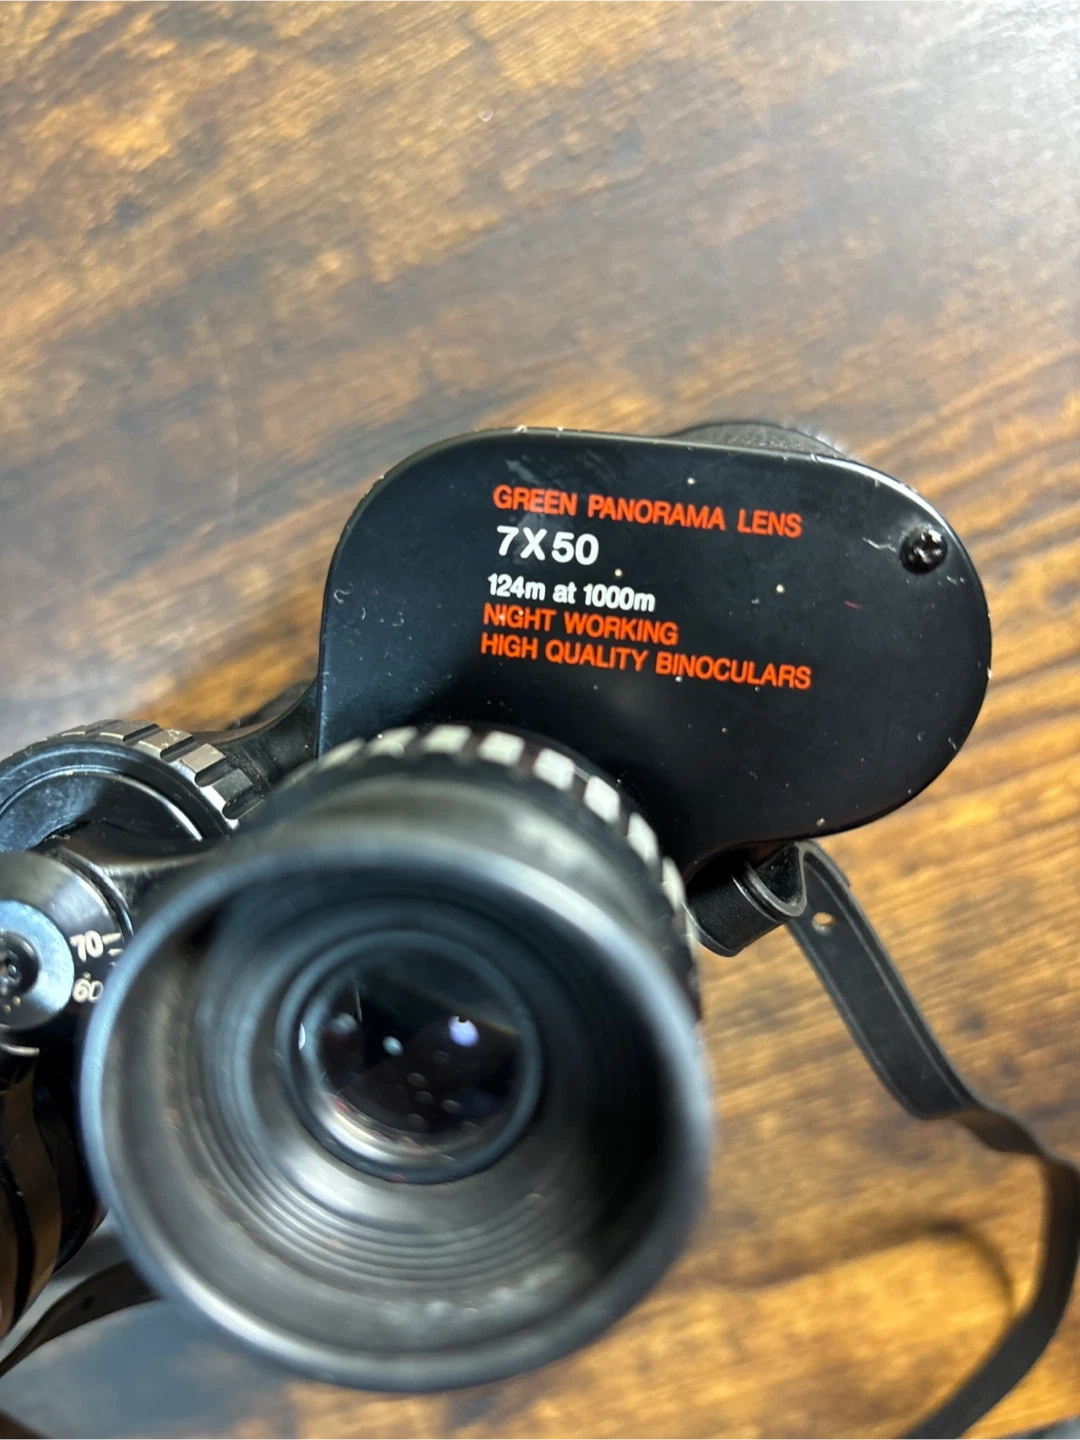 GREEN PANORAMA LENS
7X50
124m at 1000m
NIGHT WORKING
HIGH QUALITY BINOCULARS
70
60